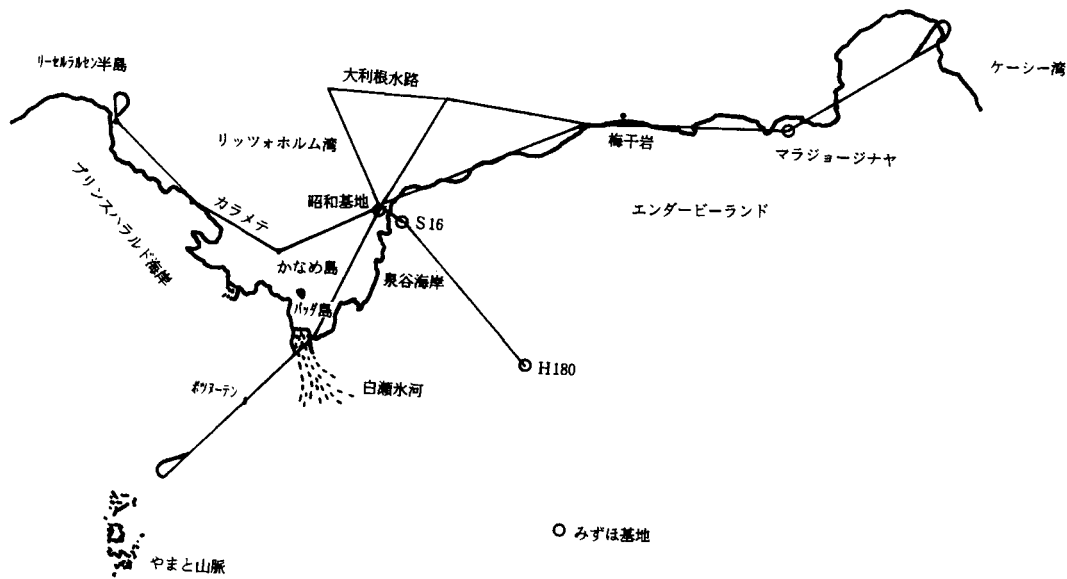 リーセルラルセン半島
大利根水路
ケーシー湾
リッツォホルム湾
梅干岩
マラジョージナヤ
プリンスハラルド海岸
カラメテ
昭和基地
S16
エンダービーランド
かなめ島
泉谷海岸
パッダ島
H180
ボツヌーテン
白瀬氷河
みずほ基地
やまと山脈